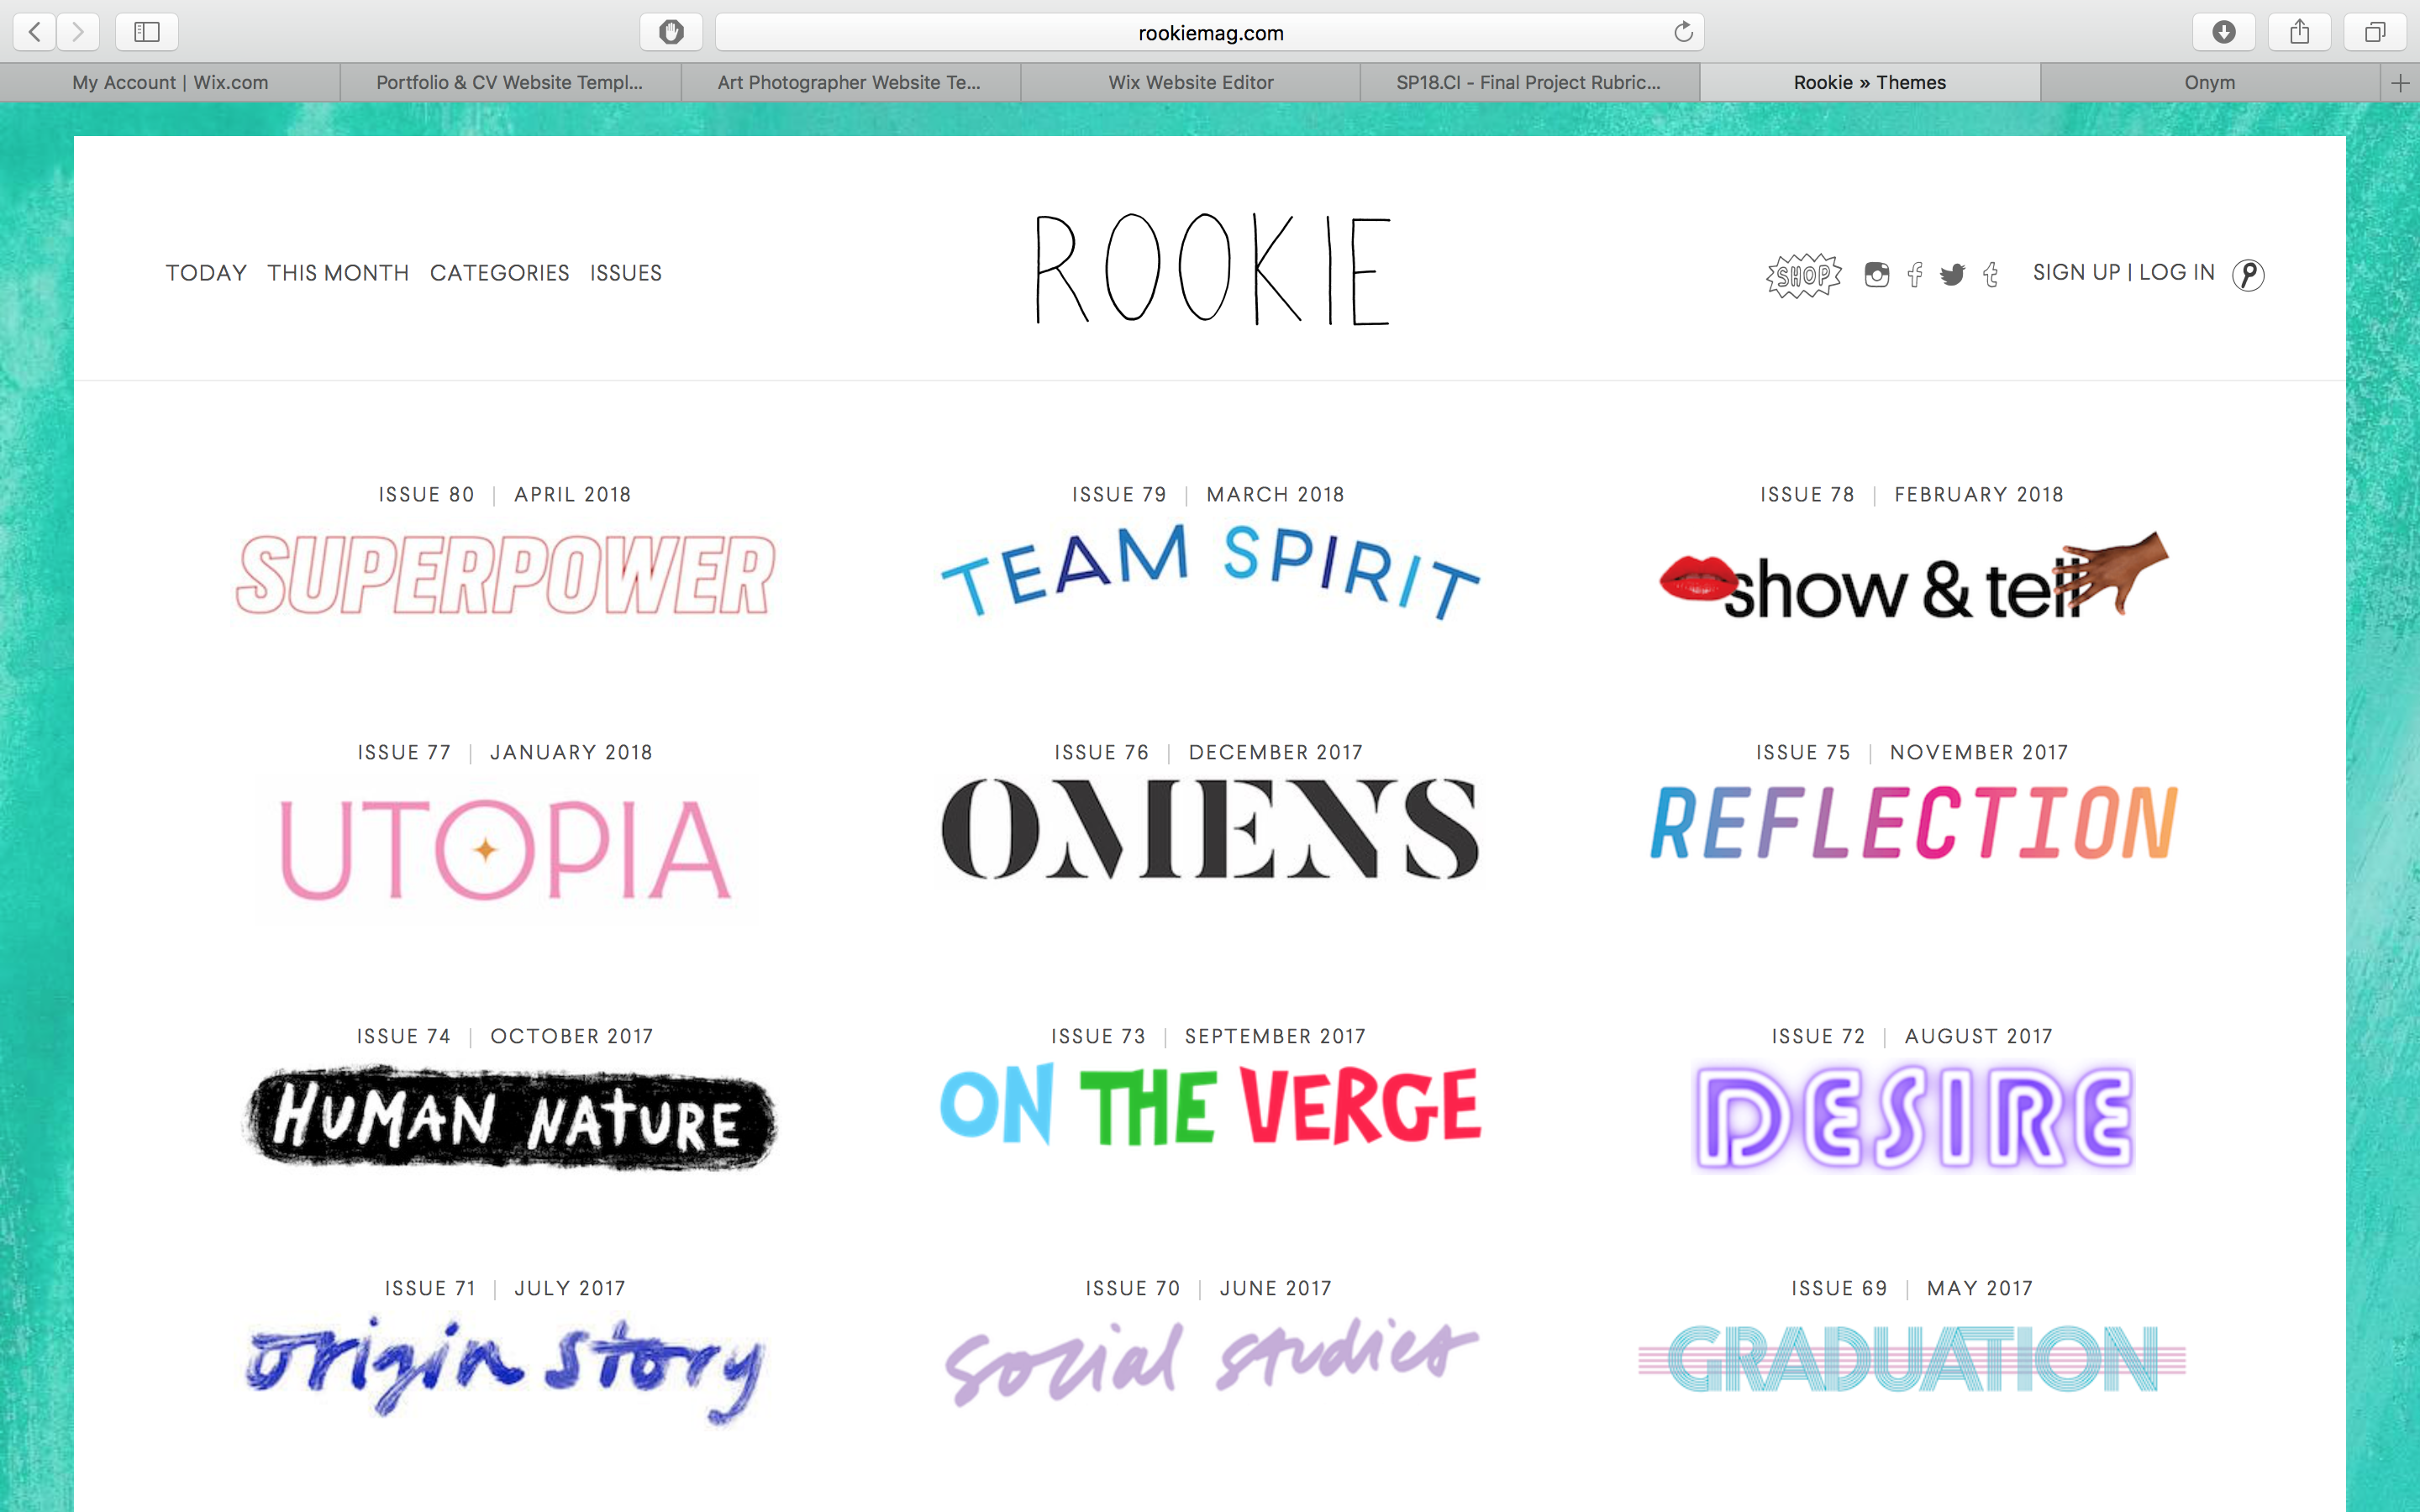 rookiemag.com
My Account | Wix.com
Portfolio & CV Website Templ...
Art Photographer Website Te...
Wix Website Editor
SP18.CI - Final Project Rubric...
Rookie » Themes
Onym
TODAY THIS MONTH CATEGORIES ISSUES
ROOKIE
SHOP
SIGN UP | LOG IN
ISSUE 80 | APRIL 2018
SUPERPOWER
ISSUE 79 | MARCH 2018
TEAM SPIRIT
ISSUE 78 | FEBRUARY 2018
show & tell
ISSUE 77 | JANUARY 2018
UTOPIA
ISSUE 76 | DECEMBER 2017
OMENS
ISSUE 75 | NOVEMBER 2017
REFLECTION
ISSUE 74 | OCTOBER 2017
HUMAN NATURE
ISSUE 73 | SEPTEMBER 2017
ON THE VERGE
ISSUE 72 | AUGUST 2017
DESIRE
ISSUE 71 | JULY 2017
origin story
ISSUE 70 | JUNE 2017
social studies
ISSUE 69 | MAY 2017
GRADUATION